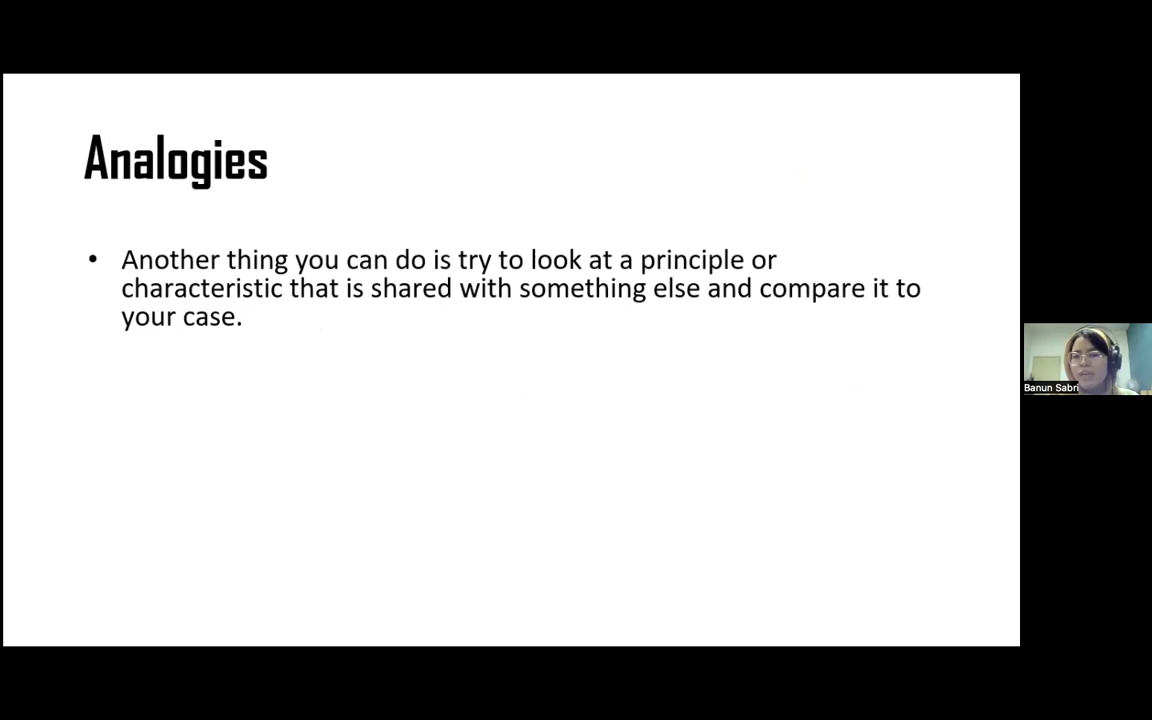 Analogies
• Another thing you can do is try to look at a principle or
characteristic that is shared with something else and compare it to
your case.
Banun Sabri